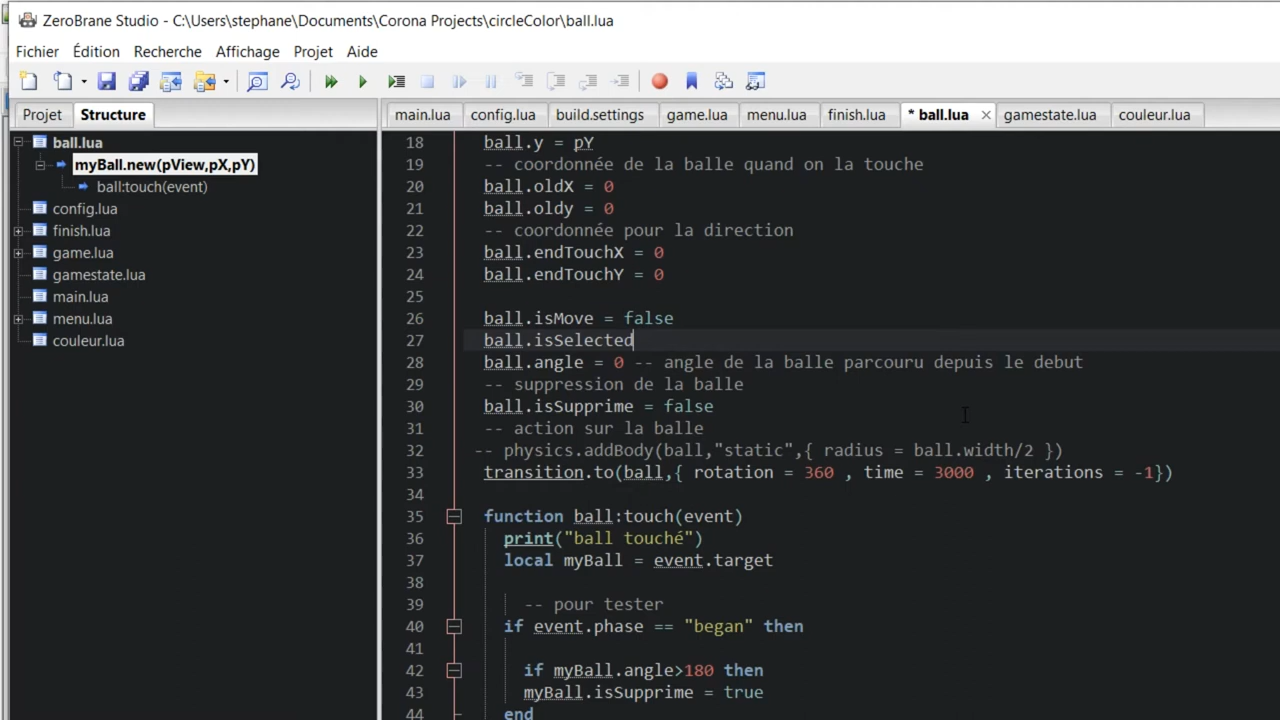 ZeroBrane Studio - C:\Users\stephane\Documents\Corona Projects\circleColor\ball.lua
Fichier Édition Recherche Affichage Projet Aide
Projet Structure
ball.lua
myBall.new(pView,pX,pY)
ball:touch(event)
config.lua
finish.lua
game.lua
gamestate.lua
main.lua
menu.lua
couleur.lua
main.lua config.lua build.settings game.lua menu.lua finish.lua * ball.lua gamestate.lua couleur.lua
18 ball.y = pY
19 -- coordonnée de la balle quand on la touche
20 ball.oldX = 0
21 ball.oldy = 0
22 -- coordonnée pour la direction
23 ball.endTouchX = 0
24 ball.endTouchY = 0
25
26 ball.isMove = false
27 ball.isSelected
28 ball.angle = 0 -- angle de la balle parcouru depuis le debut
29 -- suppression de la balle
30 ball.isSupprime = false
31 -- action sur la balle
32 -- physics.addBody(ball,"static",{ radius = ball.width/2 })
33 transition.to(ball,{ rotation = 360 , time = 3000 , iterations = -1})
34
35 function ball:touch(event)
36 print("ball touché")
37 local myBall = event.target
38
39 -- pour tester
40 if event.phase == "began" then
41
42 if myBall.angle>180 then
43 myBall.isSupprime = true
44 end